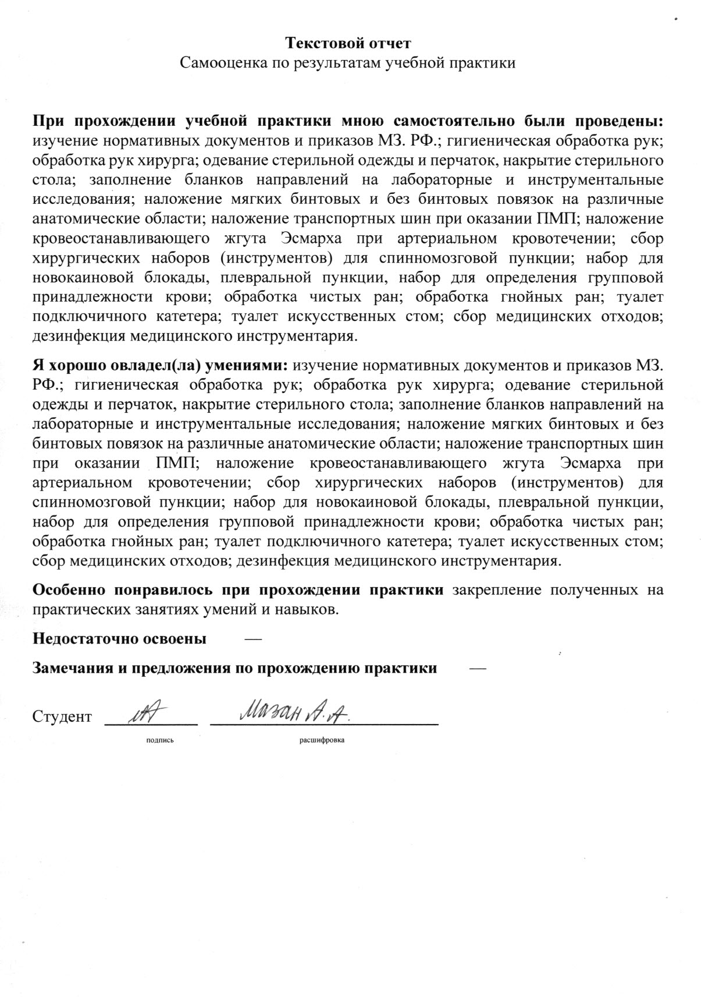 Текстовой отчет
Самооценка по результатам учебной практики
При прохождении учебной практики мною самостоятельно были проведены:
изучение нормативных документов и приказов МЗ. РФ.; гигиеническая обработка рук;
обработка рук хирурга; одевание стерильной одежды и перчаток, накрытие стерильного
стола; заполнение бланков направлений на лабораторные и инструментальные
исследования; наложение мягких бинтовых и без бинтовых повязок на различные
анатомические области; наложение транспортных шин при оказании ПМП; наложение
кровеостанавливающего жгута Эсмарха при артериальном кровотечении; сбор
хирургических наборов (инструментов) для спинномозговой пункции; набор для
новокаиновой блокады, плевральной пункции, набор для определения групповой
принадлежности крови; обработка чистых ран; обработка гнойных ран; туалет
подключичного катетера; туалет искусственных стом; сбор медицинских отходов;
дезинфекция медицинского инструментария.
Я хорошо овладел(ла) умениями: изучение нормативных документов и приказов МЗ.
РФ.; гигиеническая обработка рук; обработка рук хирурга; одевание стерильной
одежды и перчаток, накрытие стерильного стола; заполнение бланков направлений на
лабораторные и инструментальные исследования; наложение мягких бинтовых и без
бинтовых повязок на различные анатомические области; наложение транспортных шин
при оказании ПМП; наложение кровеостанавливающего жгута Эсмарха при
артериальном кровотечении; сбор хирургических наборов (инструментов) для
спинномозговой пункции; набор для новокаиновой блокады, плевральной пункции,
набор для определения групповой принадлежности крови; обработка чистых ран;
обработка гнойных ран; туалет подключичного катетера; туалет искусственных стом;
сбор медицинских отходов; дезинфекция медицинского инструментария.
Особенно понравилось при прохождении практики закрепление полученных на
практических занятиях умений и навыков.
Недостаточно освоены —
Замечания и предложения по прохождению практики —
Студент Мазан А. А.
подпись расшифровка